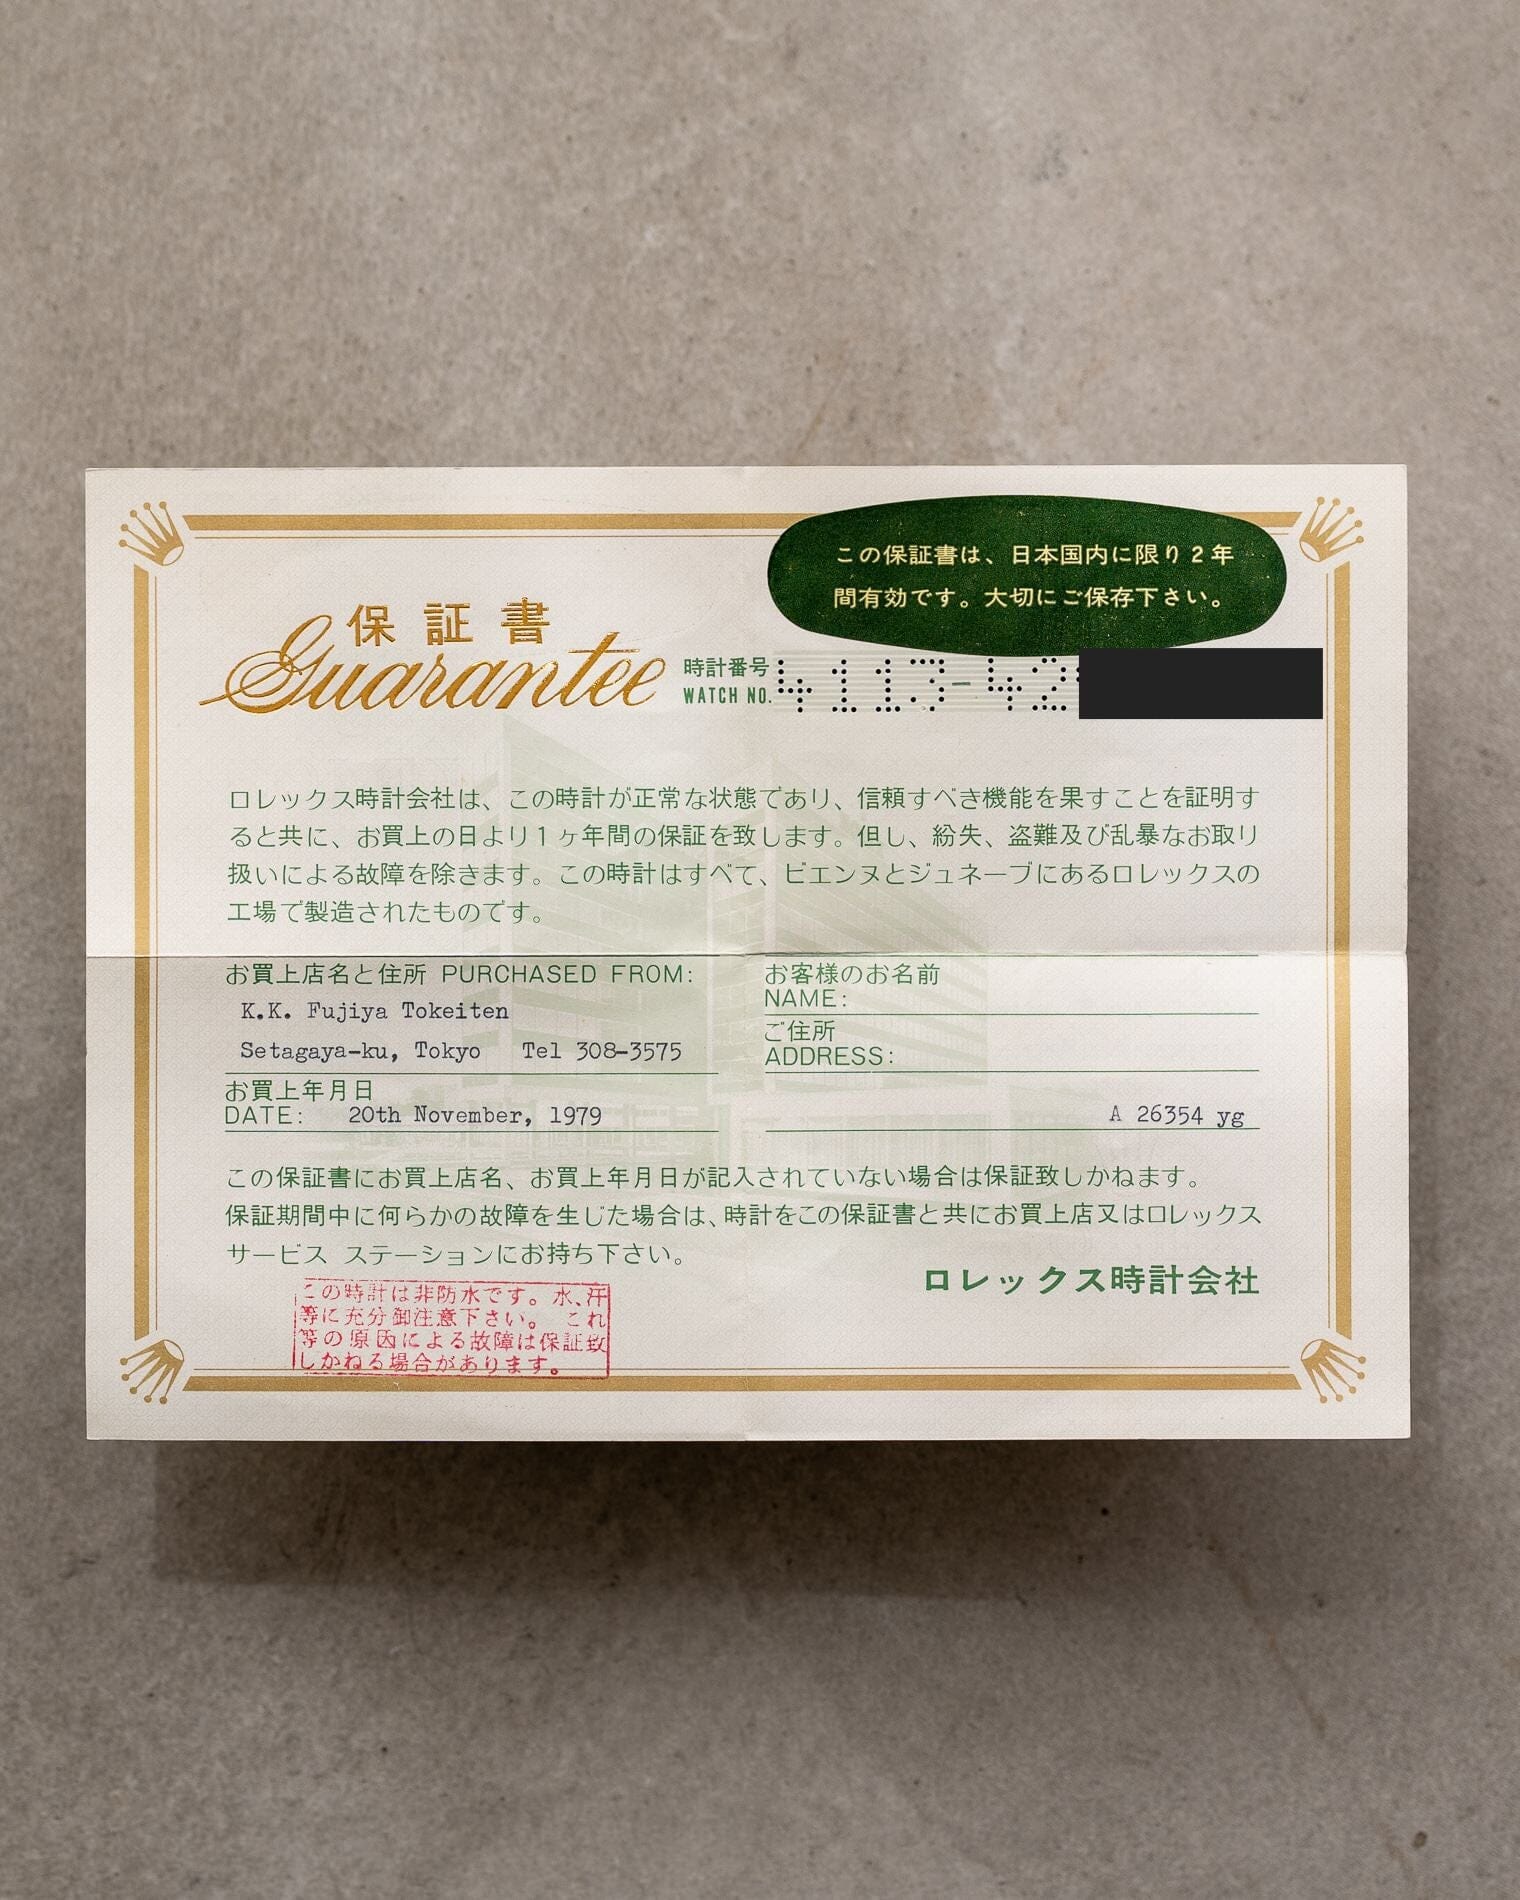 この保証書は、日本国内に限り2年
間有効です。大切にご保存下さい。
保証書
Guarantee
時計番号
WATCH NO. 4113-42
ロレックス時計会社は、この時計が正常な状態であり、信頼すべき機能を果すことを証明す
ると共に、お買上の日より1ヶ年間の保証を致します。但し、紛失、盗難及び乱暴なお取り
扱いによる故障を除きます。この時計はすべて、ビエンヌとジュネーブにあるロレックスの
工場で製造されたものです。
お買上店名と住所 PURCHASED FROM:
K.K. Fujiya Tokeiten
Setagaya-ku, Tokyo Tel 308-3575
お買上年月日
DATE: 20th November, 1979
お客様のお名前
NAME:
ご住所
ADDRESS:
A 26354 yg
この保証書にお買上店名、お買上年月日が記入されていない場合は保証致しかねます。
保証期間中に何らかの故障を生じた場合は、時計をこの保証書と共にお買上店又はロレックス
サービス ステーションにお持ち下さい。
ロレックス時計会社
この時計は非防水です。水、汗
等に充分御注意下さい。これ
等の原因による故障は保証致
しかねる場合があります。